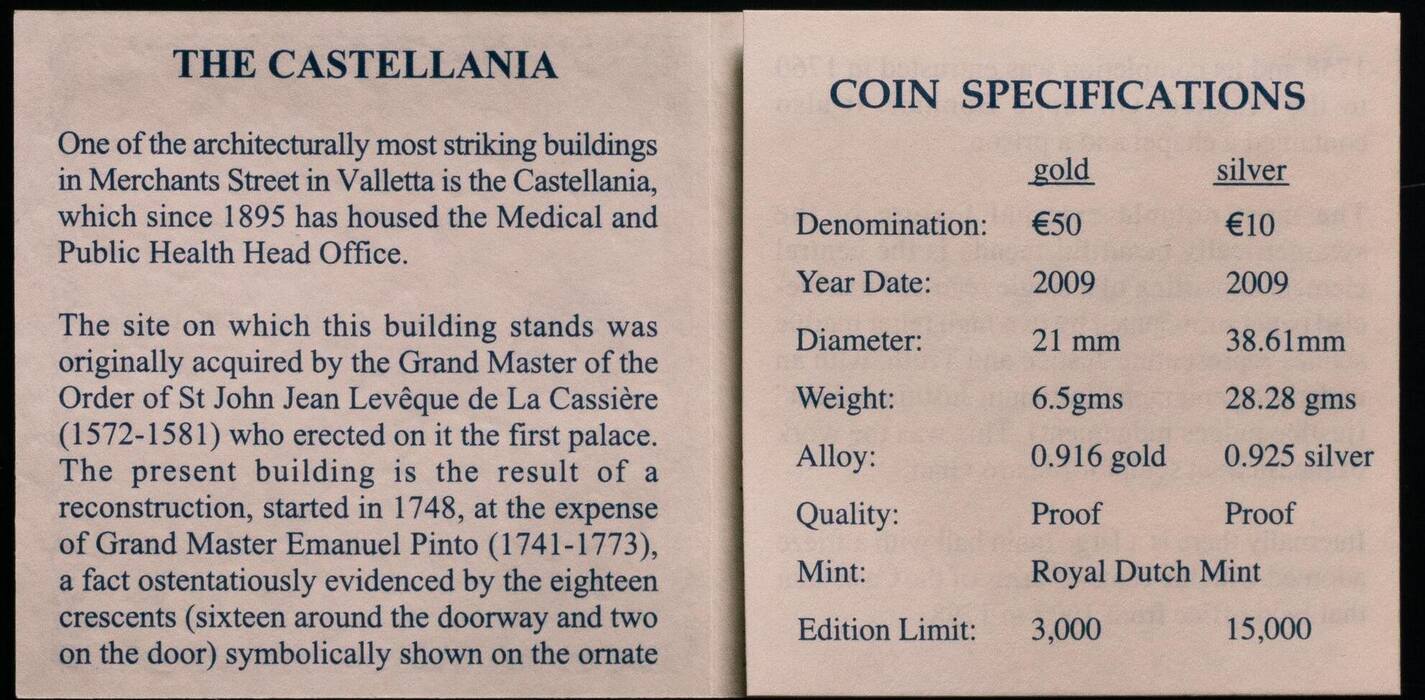 THE CASTELLANIA
One of the architecturally most striking buildings
in Merchants Street in Valletta is the Castellania,
which since 1895 has housed the Medical and
Public Health Head Office.
The site on which this building stands was
originally acquired by the Grand Master of the
Order of St John Jean Levêque de La Cassière
(1572-1581) who erected on it the first palace.
The present building is the result of a
reconstruction, started in 1748, at the expense
of Grand Master Emanuel Pinto (1741-1773),
a fact ostentatiously evidenced by the eighteen
crescents (sixteen around the doorway and two
on the door) symbolically shown on the ornate
COIN SPECIFICATIONS
gold silver
Denomination: €50 €10
Year Date: 2009 2009
Diameter: 21 mm 38.61mm
Weight: 6.5gms 28.28 gms
Alloy: 0.916 gold 0.925 silver
Quality: Proof Proof
Mint: Royal Dutch Mint
Edition Limit: 3,000 15,000